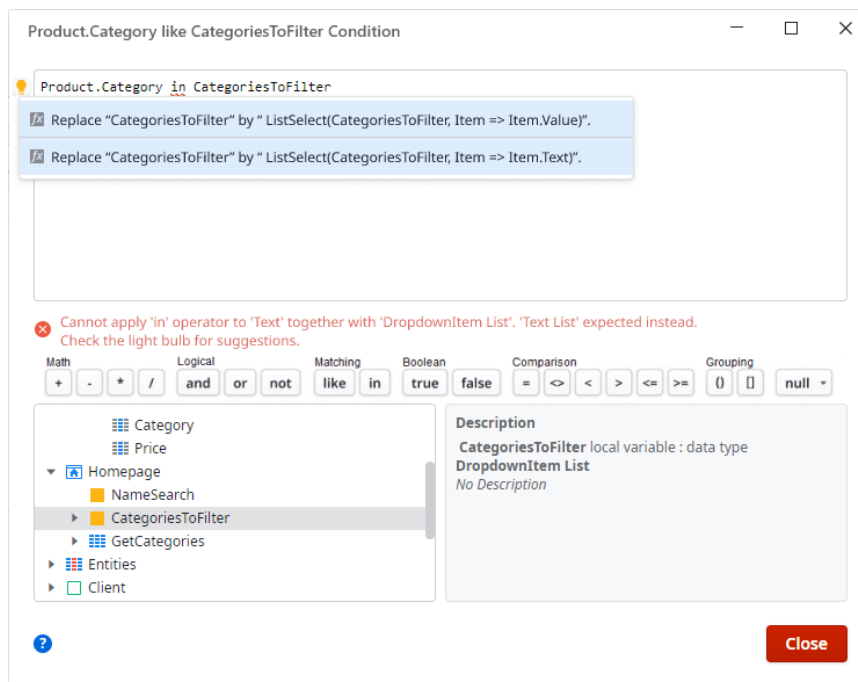 Product.Category like CategoriesToFilter Condition
Product.Category in CategoriesToFilter
fx Replace “CategoriesToFilter” by “ ListSelect(CategoriesToFilter, Item => Item.Value)”.
fx Replace “CategoriesToFilter” by “ ListSelect(CategoriesToFilter, Item => Item.Text)”.
Cannot apply 'in' operator to 'Text' together with 'DropdownItem List'. 'Text List' expected instead.
Check the light bulb for suggestions.
Math Logical Matching Boolean Comparison Grouping
+ - * / and or not like in true false = <> < > <= >= () [] null
Category
Price
Homepage
NameSearch
CategoriesToFilter
GetCategories
Entities
Client
Description
CategoriesToFilter local variable : data type
DropdownItem List
No Description
?
Close